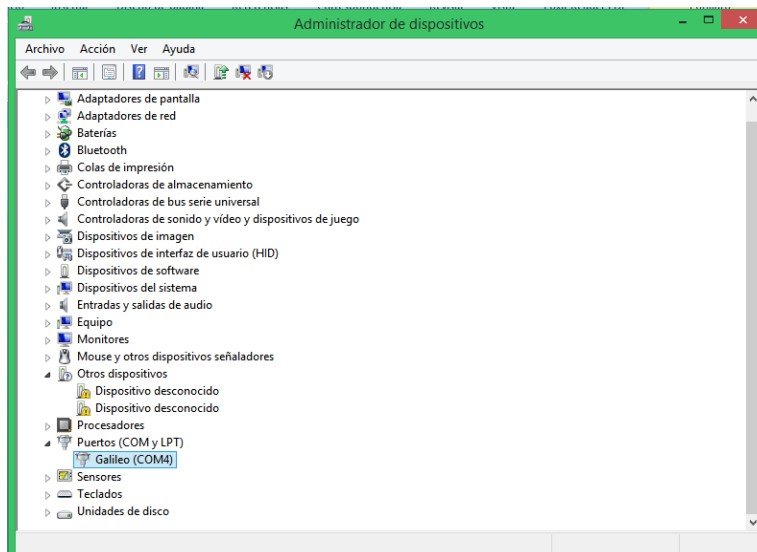 Administrador de dispositivos
Archivo Acción Ver Ayuda
Adaptadores de pantalla
Adaptadores de red
Baterías
Bluetooth
Colas de impresión
Controladoras de almacenamiento
Controladoras de bus serie universal
Controladoras de sonido y vídeo y dispositivos de juego
Dispositivos de imagen
Dispositivos de interfaz de usuario (HID)
Dispositivos de software
Dispositivos del sistema
Entradas y salidas de audio
Equipo
Monitores
Mouse y otros dispositivos señaladores
Otros dispositivos
Dispositivo desconocido
Dispositivo desconocido
Procesadores
Puertos (COM y LPT)
Galileo (COM4)
Sensores
Teclados
Unidades de disco